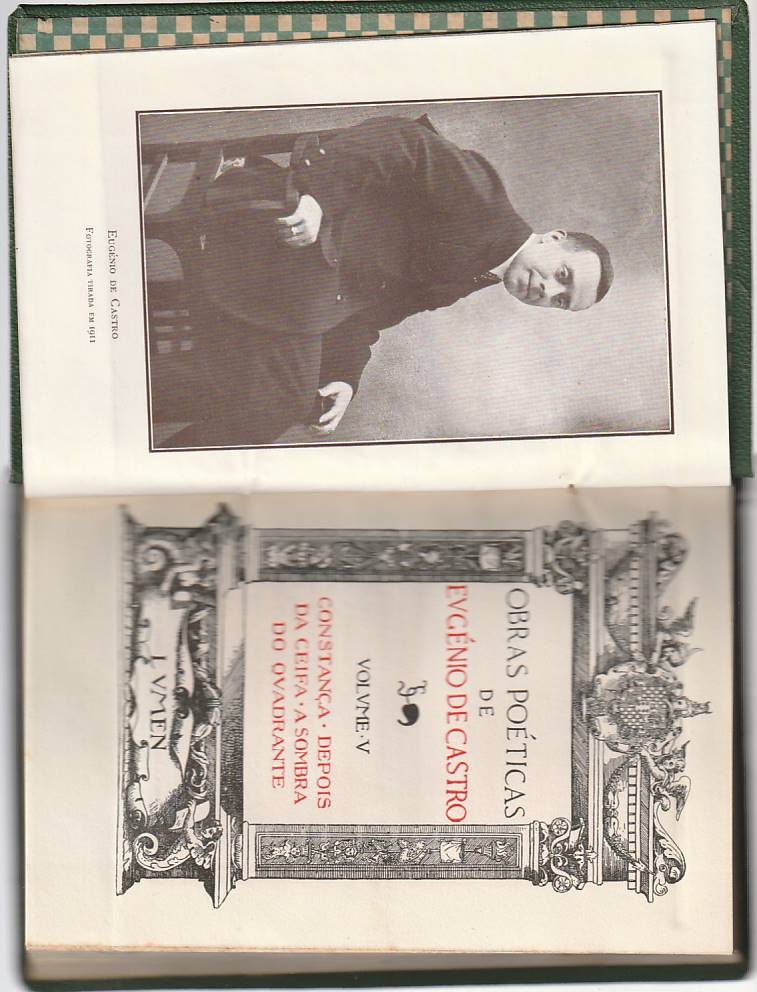 EUGÉNIO DE CASTRO
FOTOGRAFIA TIRADA EM 1911
OBRAS POÉTICAS
DE
EVGÉNIO DE CASTRO
VOLVME · V
CONSTANÇA · DEPOIS
DA CEIFA · A SOMBRA
DO QVADRANTE
LVMEN